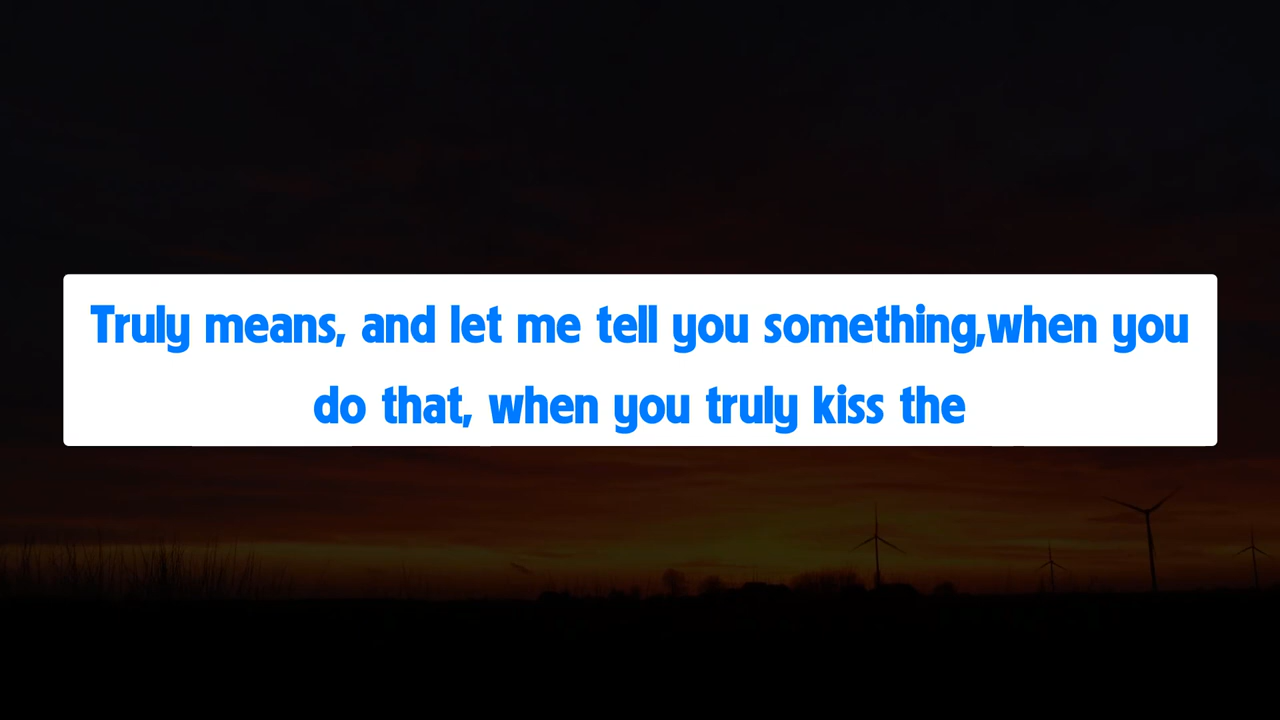 Truly means, and let me tell you something,when you
do that, when you truly kiss the